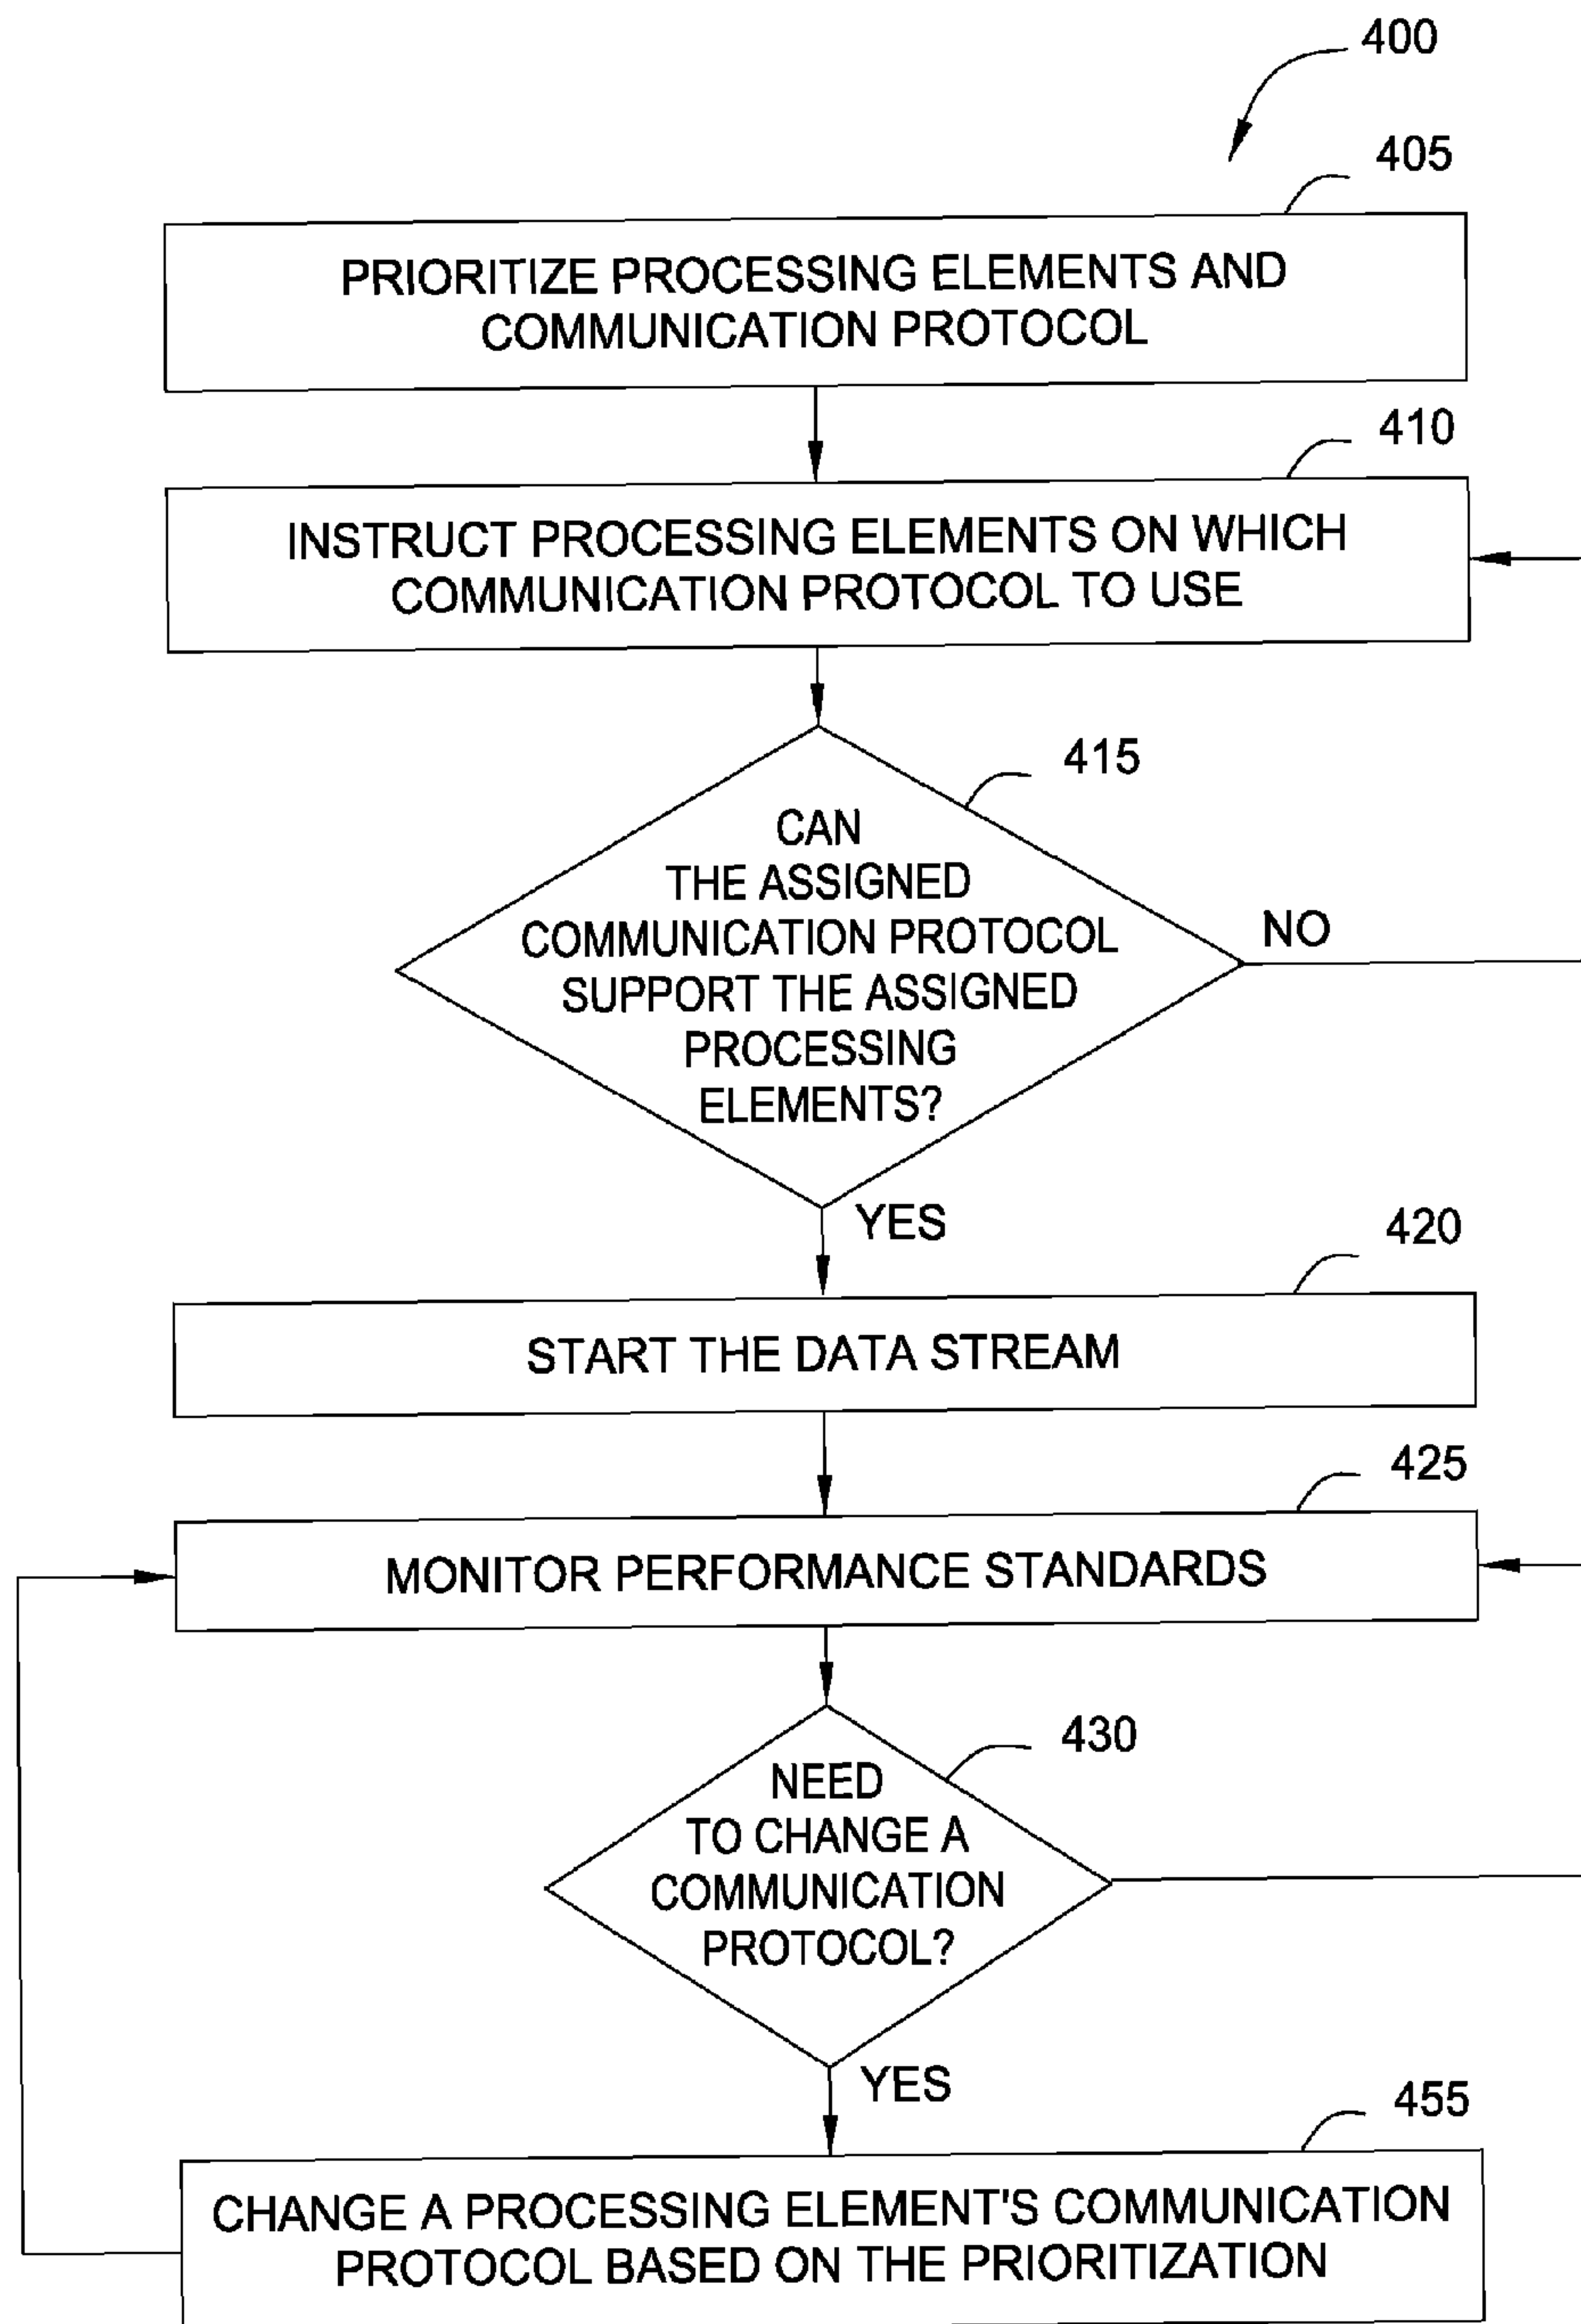 400
405
PRIORITIZE PROCESSING ELEMENTS AND
COMMUNICATION PROTOCOL
410
INSTRUCT PROCESSING ELEMENTS ON WHICH
COMMUNICATION PROTOCOL TO USE
415
CAN
THE ASSIGNED
COMMUNICATION PROTOCOL
SUPPORT THE ASSIGNED
PROCESSING
ELEMENTS?
NO
YES
420
START THE DATA STREAM
425
MONITOR PERFORMANCE STANDARDS
430
NEED
TO CHANGE A
COMMUNICATION
PROTOCOL?
YES
455
CHANGE A PROCESSING ELEMENT'S COMMUNICATION
PROTOCOL BASED ON THE PRIORITIZATION